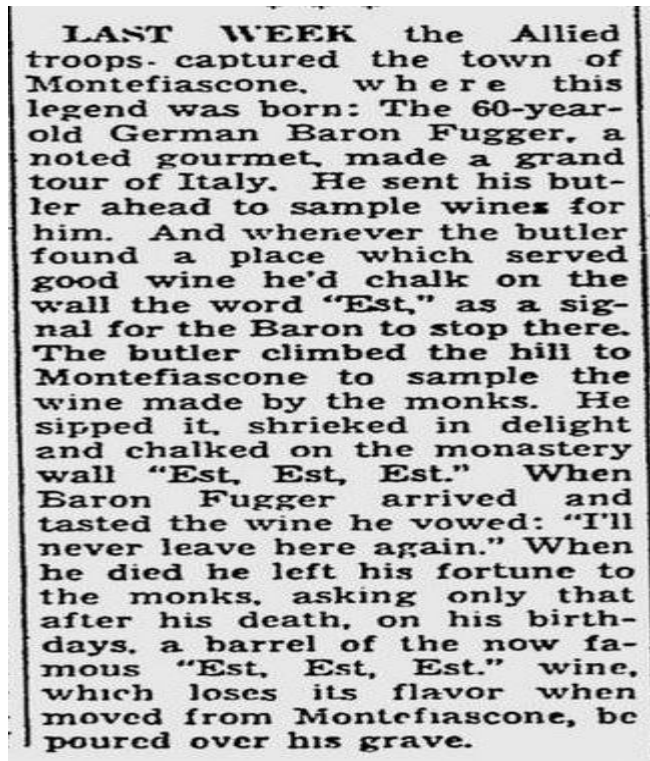 LAST WEEK the Allied
troops captured the town of
Montefiascone, where this
legend was born: The 60-year-
old German Baron Fugger, a
noted gourmet, made a grand
tour of Italy. He sent his but-
ler ahead to sample wines for
him. And whenever the butler
found a place which served
good wine he'd chalk on the
wall the word "Est," as a sig-
nal for the Baron to stop there.
The butler climbed the hill to
Montefiascone to sample the
wine made by the monks. He
sipped it, shrieked in delight
and chalked on the monastery
wall "Est, Est, Est." When
Baron Fugger arrived and
tasted the wine he vowed: "I'll
never leave here again." When
he died he left his fortune to
the monks, asking only that
after his death, on his birth-
days, a barrel of the now fa-
mous "Est, Est, Est." wine,
which loses its flavor when
moved from Montefiascone, be
poured over his grave.